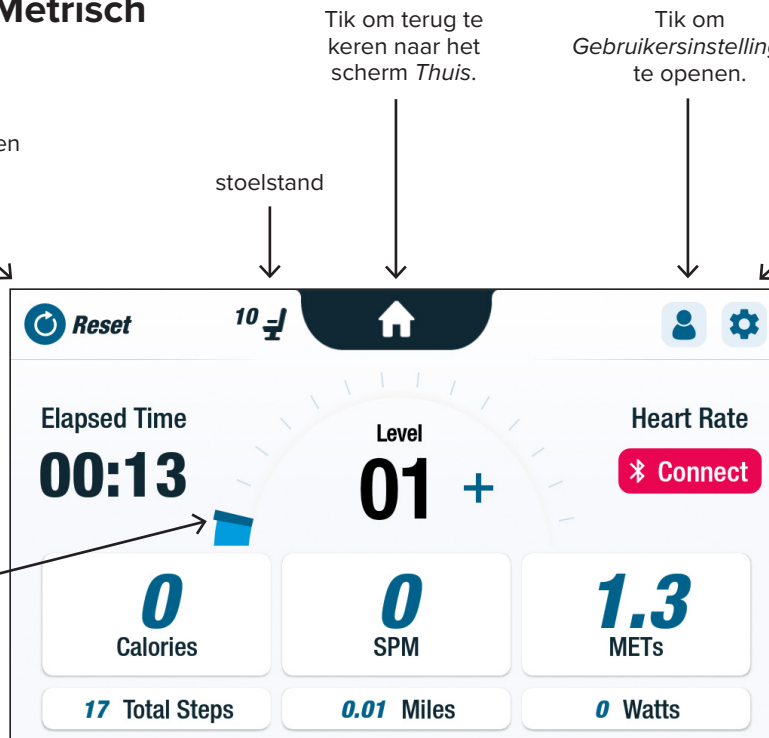 Metrisch
Tik om terug te
keren naar het
scherm Thuis.
Tik om
te openen.
en
stoelstand
Reset
10
Elapsed Time
00:13
Level
01 +
Heart Rate
Connect
0
Calories
0
SPM
1.3
METs
17 Total Steps
0.01 Miles
0 Watts